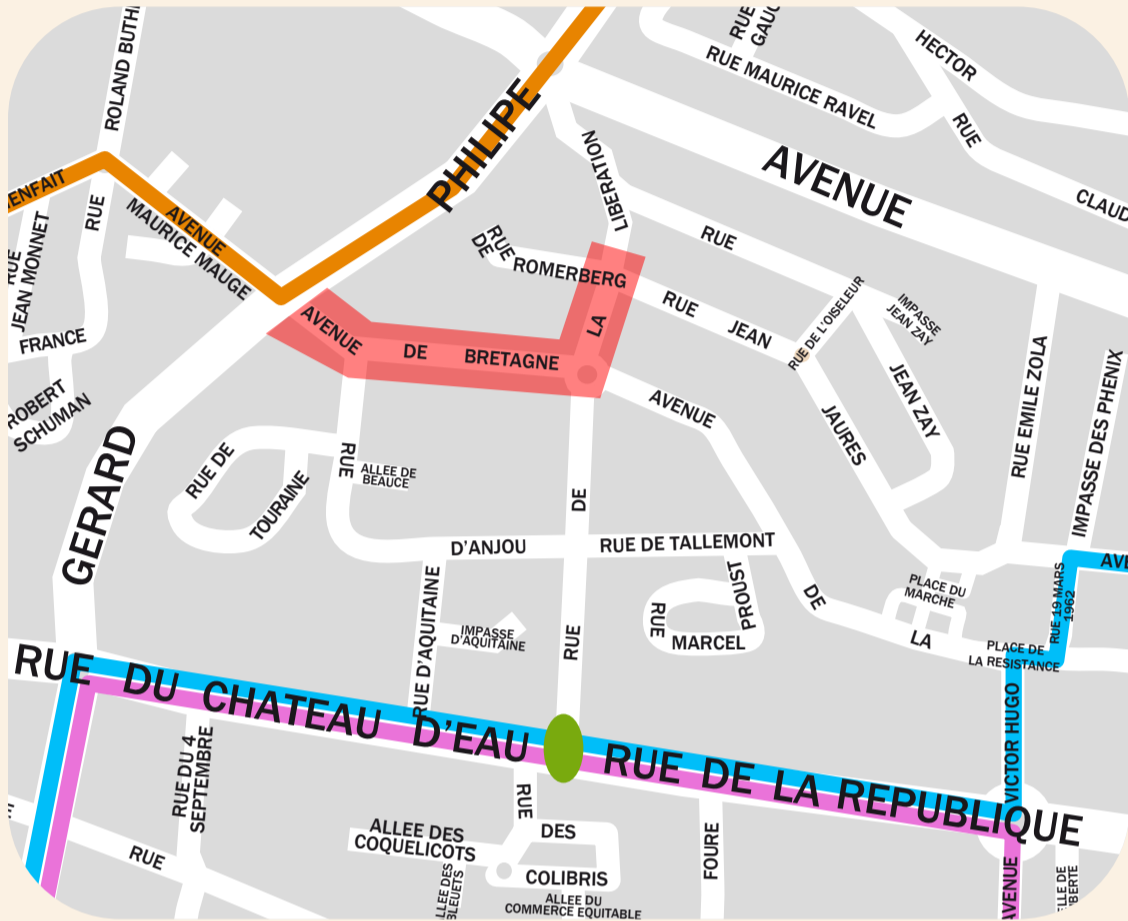 ROLAND BUTH
RUE
GAUC
HECTOR
RUE MAURICE RAVEL
RUE
PHILIPE
AVENUE
CLAUD
IENFAIT
AVENUE
MAURICE MAUGE
RUE
RUE
JEAN MONNET
LIBERATION
RUE
RUE
DE
ROMERBERG
RUE JEAN
RUE DE L'OISELEUR
IMPASSE
JEAN ZAY
AVENUE
DE BRETAGNE
LA
FRANCE
ROBERT
SCHUMAN
AVENUE
JAURES
JEAN ZAY
RUE EMILE ZOLA
IMPASSE DES PHENIX
GERARD
RUE DE
TOURAINE
RUE
ALLEE DE
BEAUCE
DE
D'ANJOU
RUE DE TALLEMONT
AVE
RUE D'AQUITAINE
IMPASSE
D'AQUITAINE
RUE
RUE
MARCEL
PROUST
DE
LA
PLACE DU
MARCHE
RUE 19 MARS
1962
PLACE DE
LA RESISTANCE
RUE DU CHATEAU D'EAU
RUE DE LA REPUBLIQUE
VICTOR HUGO
RUE DU 4
SEPTEMBRE
RUE
DES
COLIBRIS
ALLEE DES
COQUELICOTS
RUE
FOURE
ALLEE DU
COMMERCE EQUITABLE
LLEE DES
BLEUETS
AVENUE